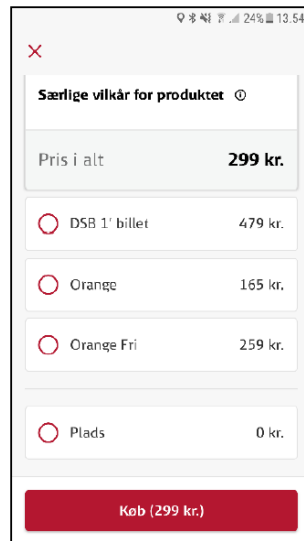 24% 13.54
Særlige vilkår for produktet
Pris i alt 299 kr.
DSB 1' billet 479 kr.
Orange 165 kr.
Orange Fri 259 kr.
Plads 0 kr.
Køb (299 kr.)